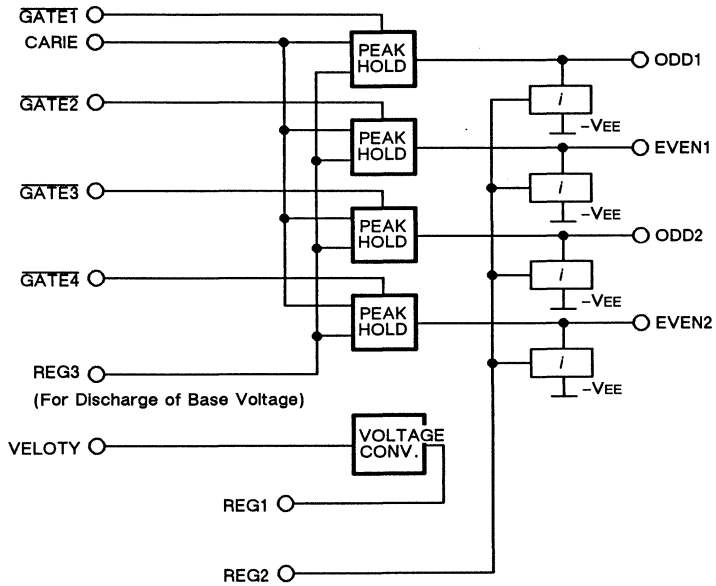 GATE1
CARIE
PEAK
HOLD
ODD1
i
-VEE
GATE2
PEAK
HOLD
EVEN1
i
-VEE
GATE3
PEAK
HOLD
ODD2
i
-VEE
GATE4
PEAK
HOLD
EVEN2
i
-VEE
REG3
(For Discharge of Base Voltage)
VELOTY
VOLTAGE
CONV.
REG1
REG2